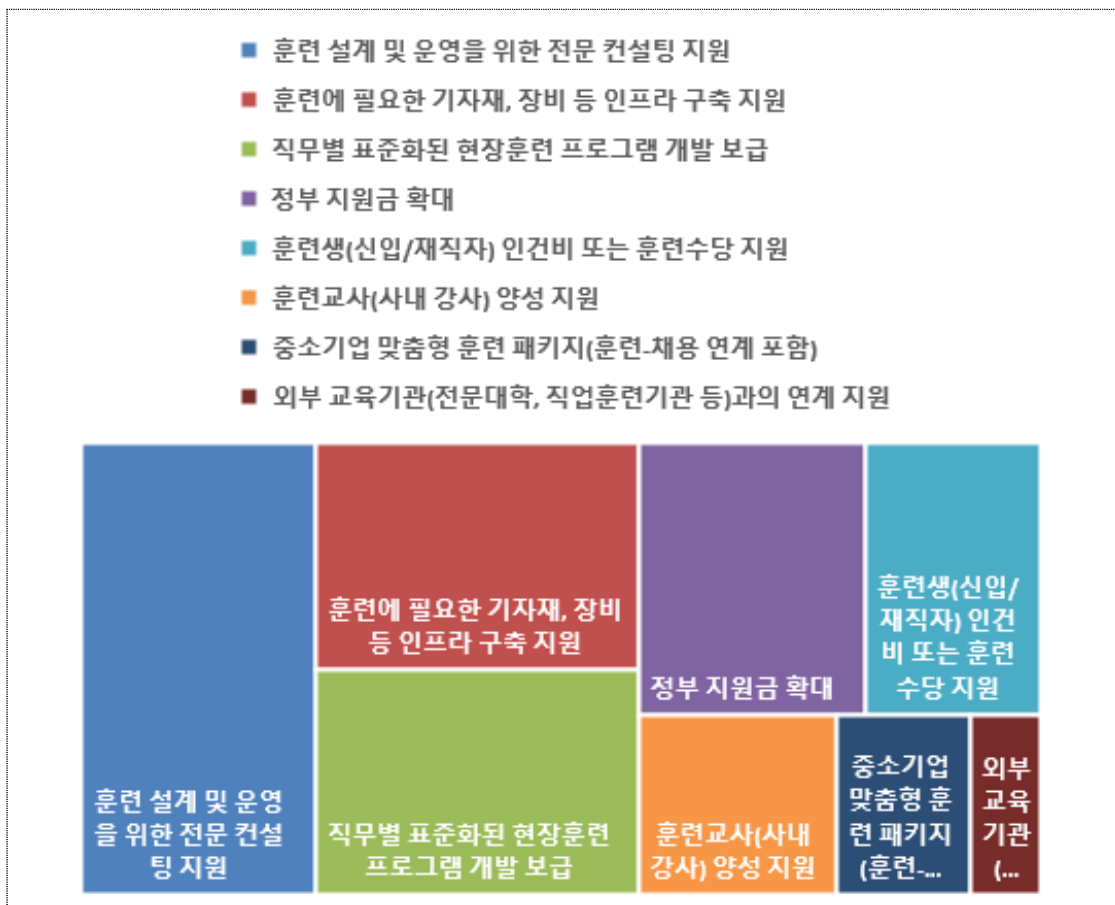 훈련 설계 및 운영을 위한 전문 컨설팅 지원
훈련에 필요한 기자재, 장비 등 인프라 구축 지원
직무별 표준화된 현장훈련 프로그램 개발 보급
정부 지원금 확대
훈련생(신입/재직자) 인건비 또는 훈련수당 지원
훈련교사(사내 강사) 양성 지원
중소기업 맞춤형 훈련 패키지(훈련-채용 연계 포함)
외부 교육기관(전문대학, 직업훈련기관 등)과의 연계 지원
훈련 설계 및 운영
을 위한 전문 컨설
팅 지원
훈련에 필요한 기자재, 장비
등 인프라 구축 지원
직무별 표준화된 현장훈련
프로그램 개발 보급
정부 지원금 확대
훈련생(신입/
재직자) 인건
비 또는 훈련
수당 지원
훈련교사(사내
강사) 양성 지원
중소기업
맞춤형 훈
련 패키지
(훈련-...
외부
교육
기관
(...